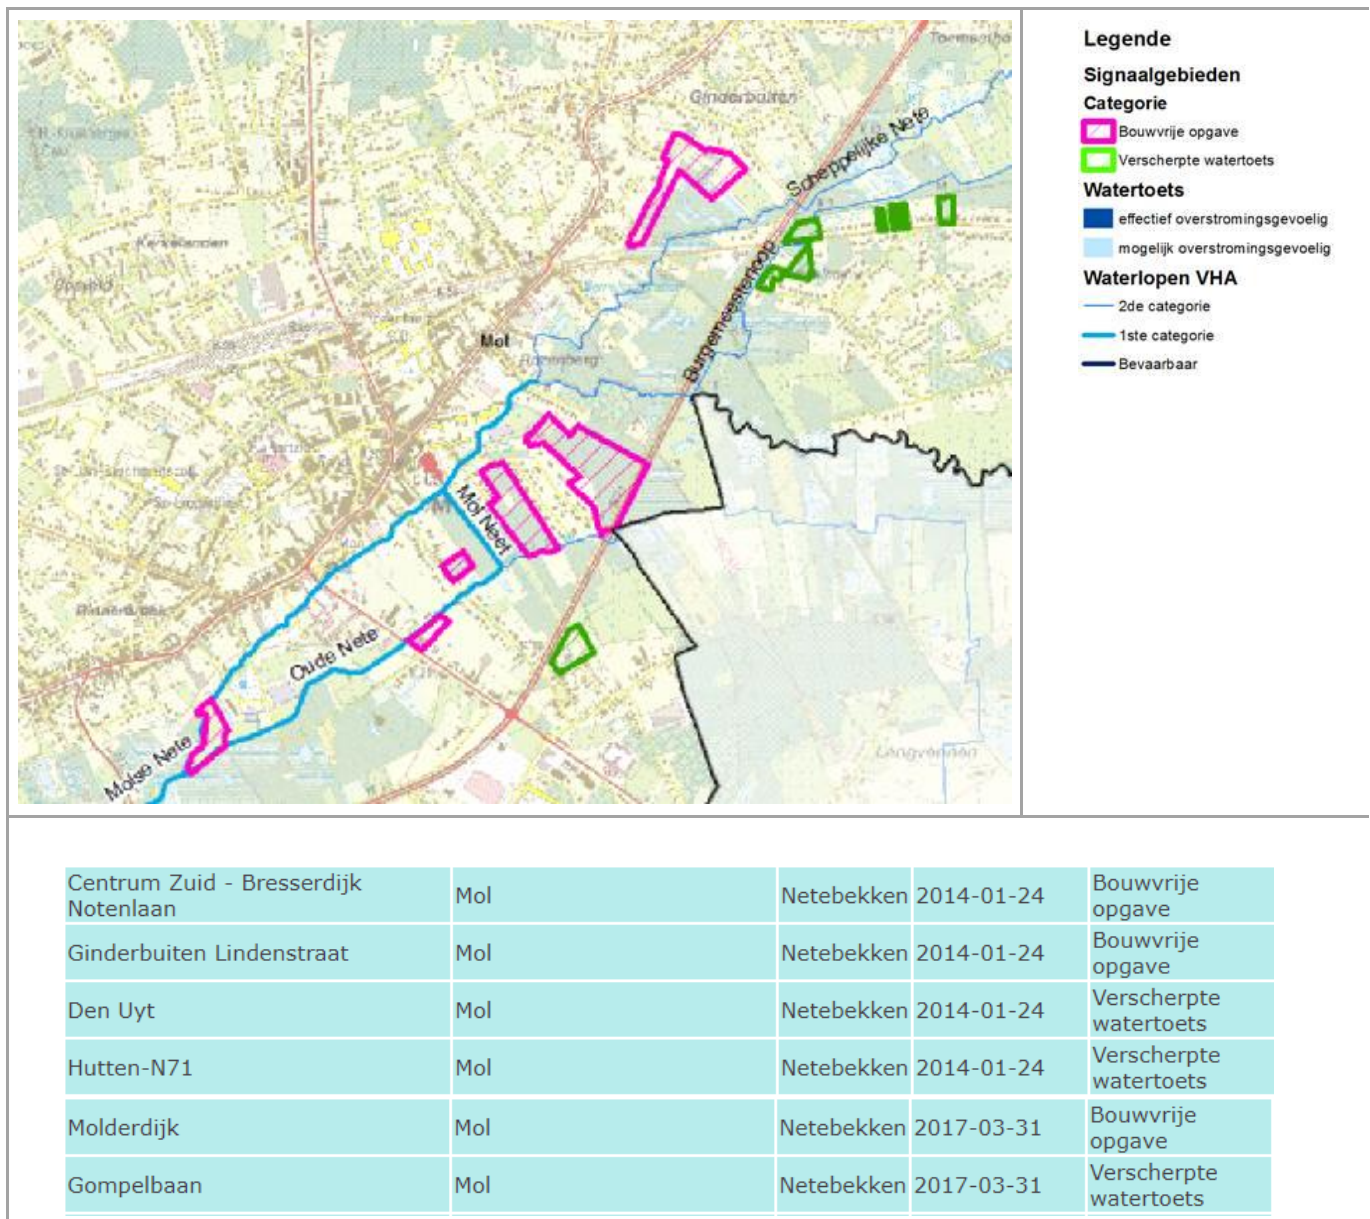 Ginderbuiten
Scheppelijke Nete
Kerkelanden
Burgemeesterloop
Mol
Mol Neet
Oude Nete
Molse Nete
Legende
Signaalgebieden
Categorie
Bouwvrije opgave
Verscherpte watertoets
Watertoets
effectief overstromingsgevoelig
mogelijk overstromingsgevoelig
Waterlopen VHA
2de categorie
1ste categorie
Bevaarbaar
Centrum Zuid - Bresserdijk Notenlaan Mol Netebekken 2014-01-24 Bouwvrije opgave
Ginderbuiten Lindenstraat Mol Netebekken 2014-01-24 Bouwvrije opgave
Den Uyt Mol Netebekken 2014-01-24 Verscherpte watertoets
Hutten-N71 Mol Netebekken 2014-01-24 Verscherpte watertoets
Molderdijk Mol Netebekken 2017-03-31 Bouwvrije opgave
Gompelbaan Mol Netebekken 2017-03-31 Verscherpte watertoets